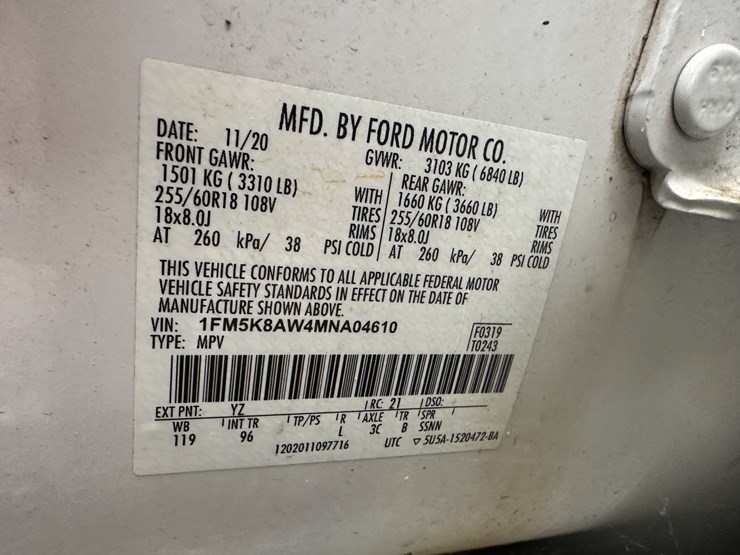 MFD. BY FORD MOTOR CO.
DATE: 11/20 GVWR: 3103 KG ( 6840 LB)
FRONT GAWR: REAR GAWR:
1501 KG ( 3310 LB) WITH 1660 KG ( 3660 LB) WITH
255/60R18 108V TIRES 255/60R18 108V TIRES
18x8.0J RIMS 18x8.0J RIMS
AT 260 kPa/ 38 PSI COLD AT 260 kPa/ 38 PSI COLD
THIS VEHICLE CONFORMS TO ALL APPLICABLE FEDERAL MOTOR
VEHICLE SAFETY STANDARDS IN EFFECT ON THE DATE OF
MANUFACTURE SHOWN ABOVE.
VIN: 1FM5K8AW4MNA04610 F0319
TYPE: MPV T0243
EXT PNT: YZ RC: 21 DSO:
WB INT TR TP/PS R AXLE TR SPR
119 96 L 3C B SSNN
1202011097716 UTC ▽ 5U5A-1520472-BA